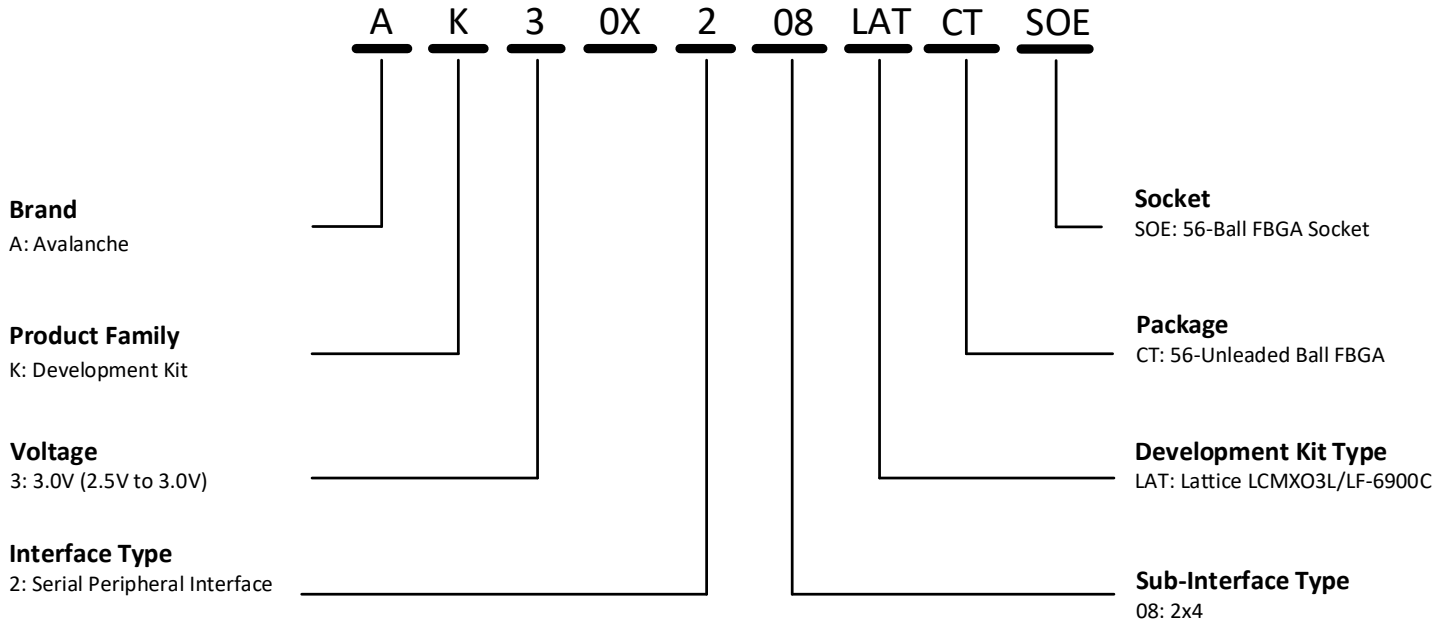 A K 3 0X 2 08 LAT CT SOE
Brand
A: Avalanche
Product Family
K: Development Kit
Voltage
3: 3.0V (2.5V to 3.0V)
Interface Type
2: Serial Peripheral Interface
Socket
SOE: 56-Ball FBGA Socket
Package
CT: 56-Unleaded Ball FBGA
Development Kit Type
LAT: Lattice LCMXO3L/LF-6900C
Sub-Interface Type
08: 2x4